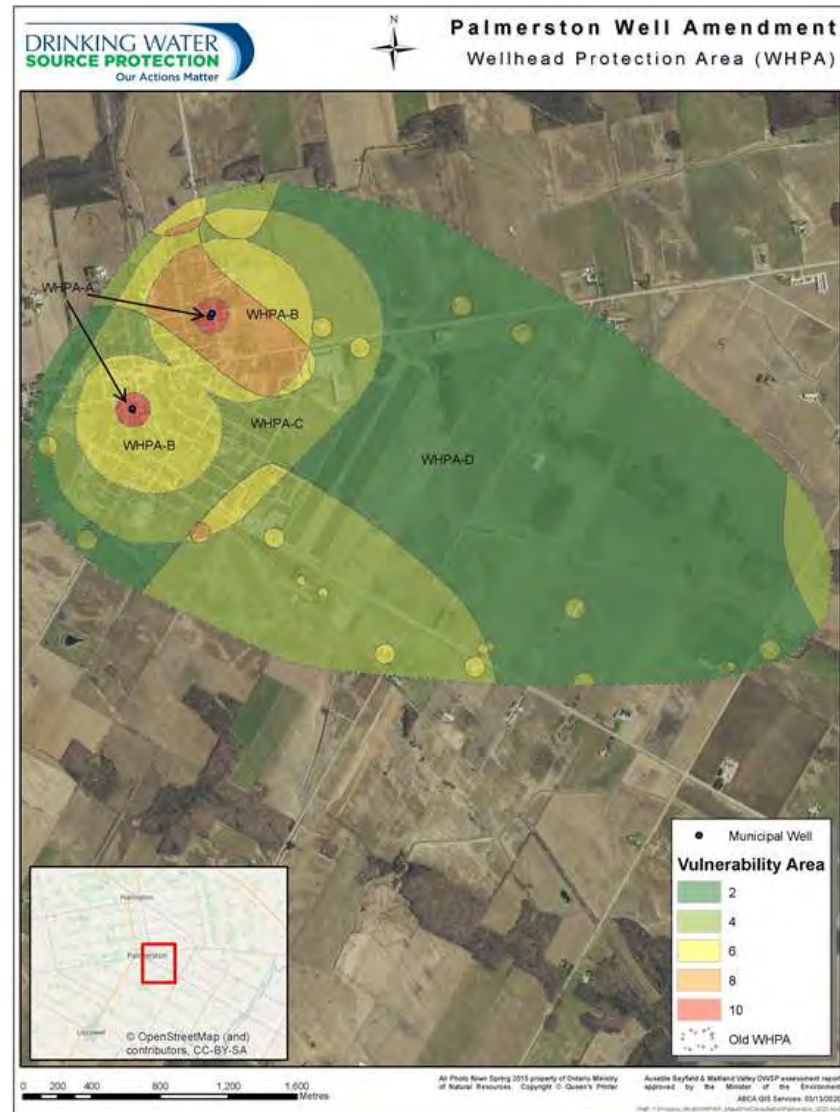 DRINKING WATER
SOURCE PROTECTION
Our Actions Matter
N
Palmerston Well Amendment
Wellhead Protection Area (WHPA)
WHPA-A
WHPA-B
WHPA-C
WHPA-B
WHPA-D
Municipal Well
Vulnerability Area
2
4
6
8
10
Old WHPA
Harriston
Palmerston
Listowel
© OpenStreetMap (and)
contributors, CC-BY-SA
0 200 400 800 1,200 1,600
Metres
Air Photo flown Spring 2015 property of Ontario Ministry
of Natural Resources. Copyright © Queen's Printer
Ausable Bayfield & Maitland Valley DWSP assessment report
approved by the Minister of the Environment
ABCA GIS Services